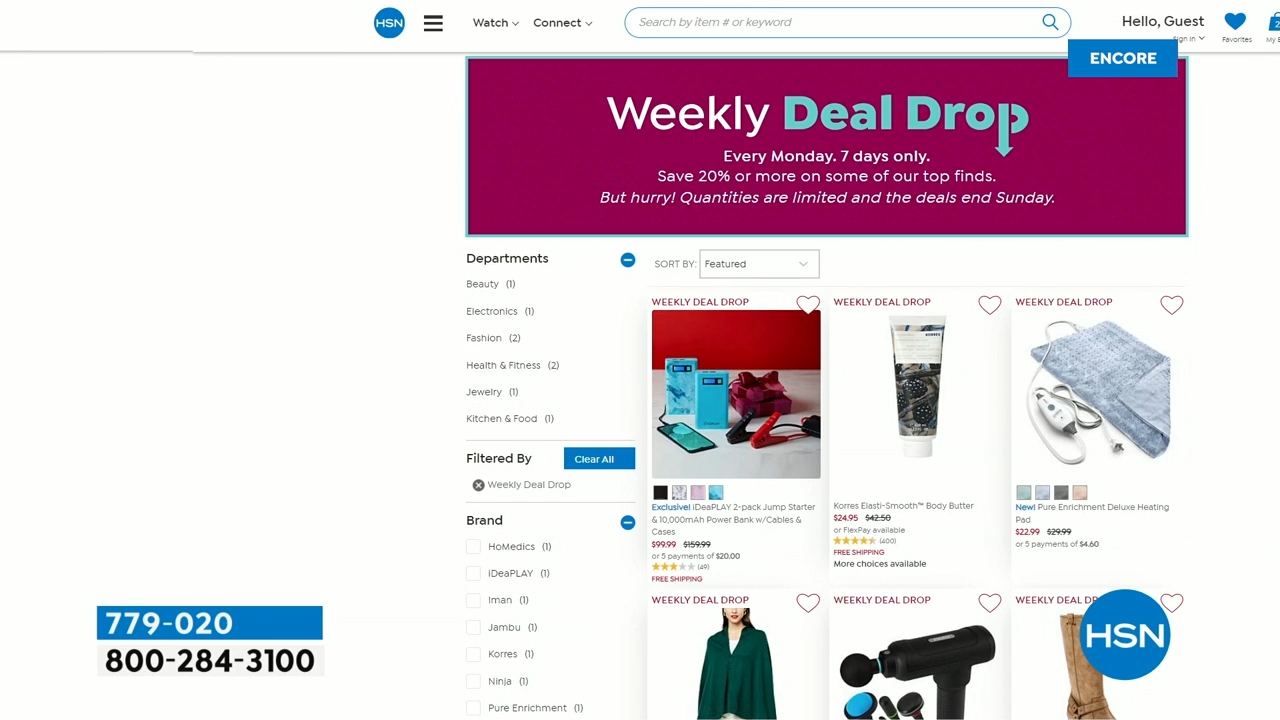 HSN
Watch
Connect
Search by item # or keyword
Hello, Guest
Sign In
Favorites
2
ENCORE
Weekly Deal Drop
Every Monday. 7 days only.
Save 20% or more on some of our top finds.
But hurry! Quantities are limited and the deals end Sunday.
Departments
Beauty (1)
Electronics (1)
Fashion (2)
Health & Fitness (2)
Jewelry (1)
Kitchen & Food (1)
Filtered By
Clear All
Weekly Deal Drop
Brand
HoMedics (1)
iDeaPLAY (1)
Iman (1)
Jambu (1)
Korres (1)
Ninja (1)
Pure Enrichment (1)
SORT BY: Featured
WEEKLY DEAL DROP
Exclusive! iDeaPLAY 2-pack Jump Starter
& 10,000mAh Power Bank w/Cables &
Cases
$99.99 $159.99
or 5 payments of $20.00
(49)
FREE SHIPPING
WEEKLY DEAL DROP
KORRES
Korres Elasti-Smooth™ Body Butter
$24.95 $42.50
or FlexPay available
(400)
FREE SHIPPING
More choices available
WEEKLY DEAL DROP
New! Pure Enrichment Deluxe Heating
Pad
$22.99 $29.99
or 5 payments of $4.60
WEEKLY DEAL DROP
WEEKLY DEAL DROP
WEEKLY DEAL D
HSN
779-020
800-284-3100